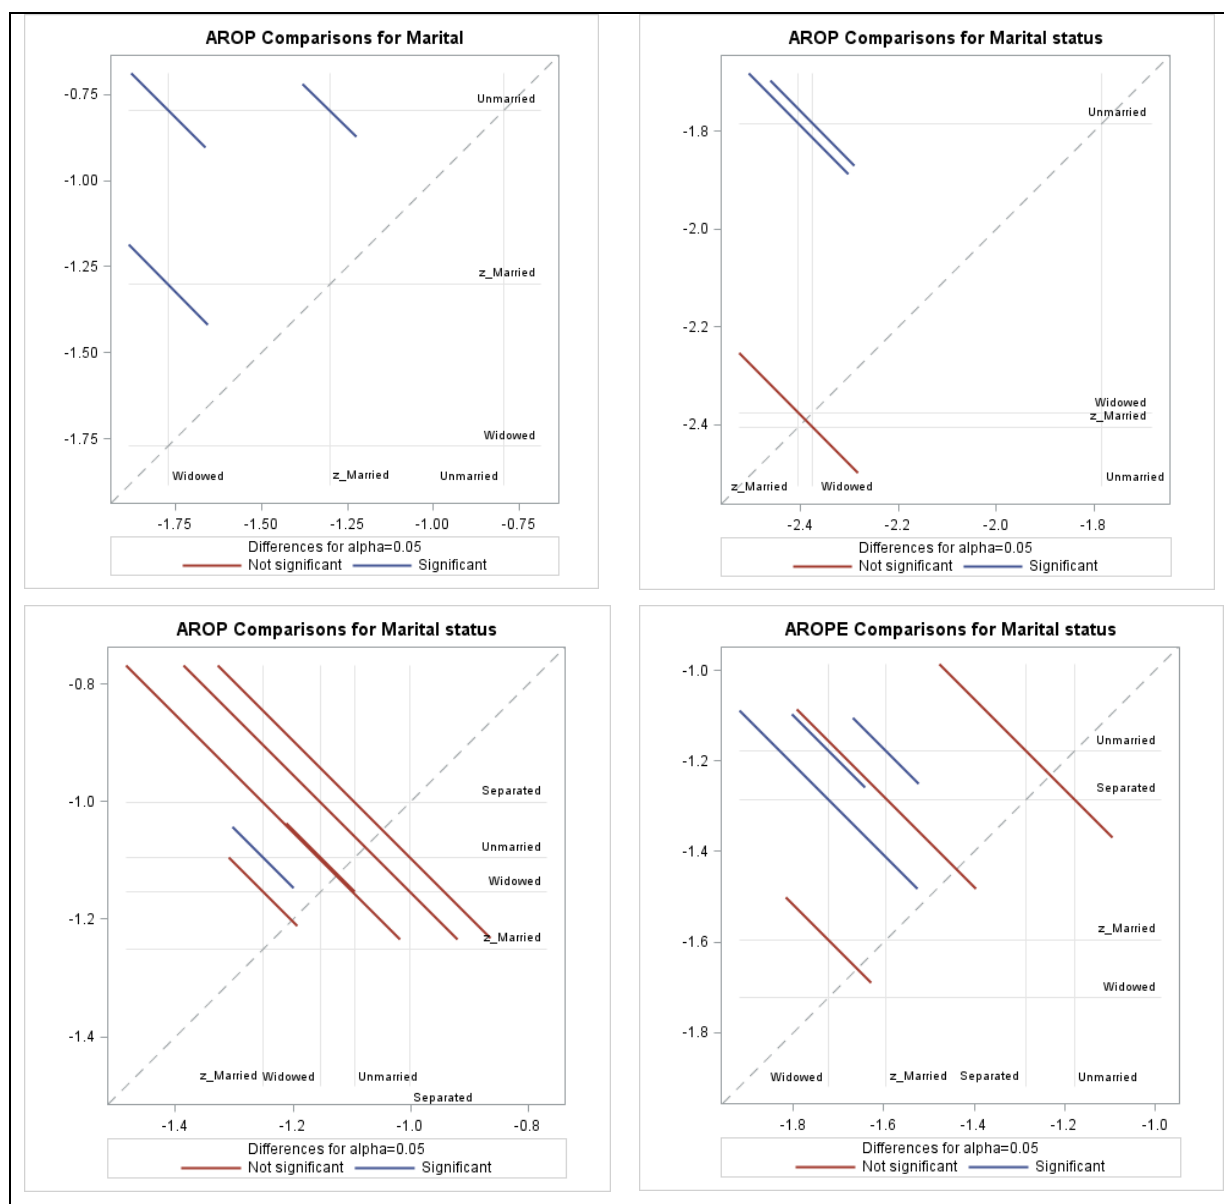 AROP Comparisons for Marital
-0.75
Unmarried
-1.00
-1.25
z_Married
-1.50
-1.75
Widowed
Widowed z_Married Unmarried
-1.75 -1.50 -1.25 -1.00 -0.75
Differences for alpha=0.05
Not significant Significant
AROP Comparisons for Marital status
Unmarried
-1.8
-2.0
-2.2
Widowed
z_Married
-2.4
Unmarried
z_Married Widowed
-2.4 -2.2 -2.0 -1.8
Differences for alpha=0.05
Not significant Significant
AROP Comparisons for Marital status
-0.8
Separated
-1.0
Unmarried
Widowed
-1.2
z_Married
-1.4
z_Married Widowed Unmarried
Separated
-1.4 -1.2 -1.0 -0.8
Differences for alpha=0.05
Not significant Significant
AROPE Comparisons for Marital status
-1.0
Unmarried
-1.2
Separated
-1.4
z_Married
-1.6
Widowed
-1.8
Widowed z_Married Separated Unmarried
-1.8 -1.6 -1.4 -1.2 -1.0
Differences for alpha=0.05
Not significant Significant